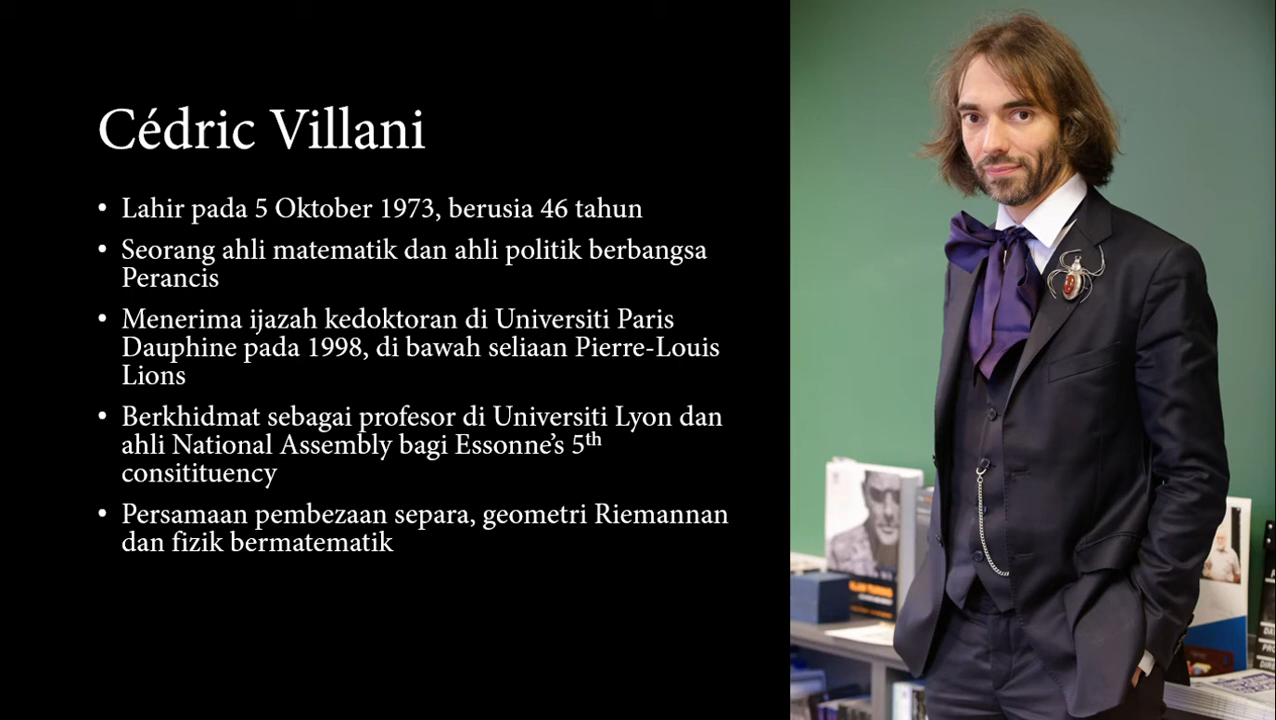 Cédric Villani
• Lahir pada 5 Oktober 1973, berusia 46 tahun
• Seorang ahli matematik dan ahli politik berbangsa
Perancis
• Menerima ijazah kedoktoran di Universiti Paris
Dauphine pada 1998, di bawah seliaan Pierre-Louis
Lions
• Berkhidmat sebagai profesor di Universiti Lyon dan
ahli National Assembly bagi Essonne’s 5th
consitituency
• Persamaan pembezaan separa, geometri Riemannan
dan fizik bermatematik